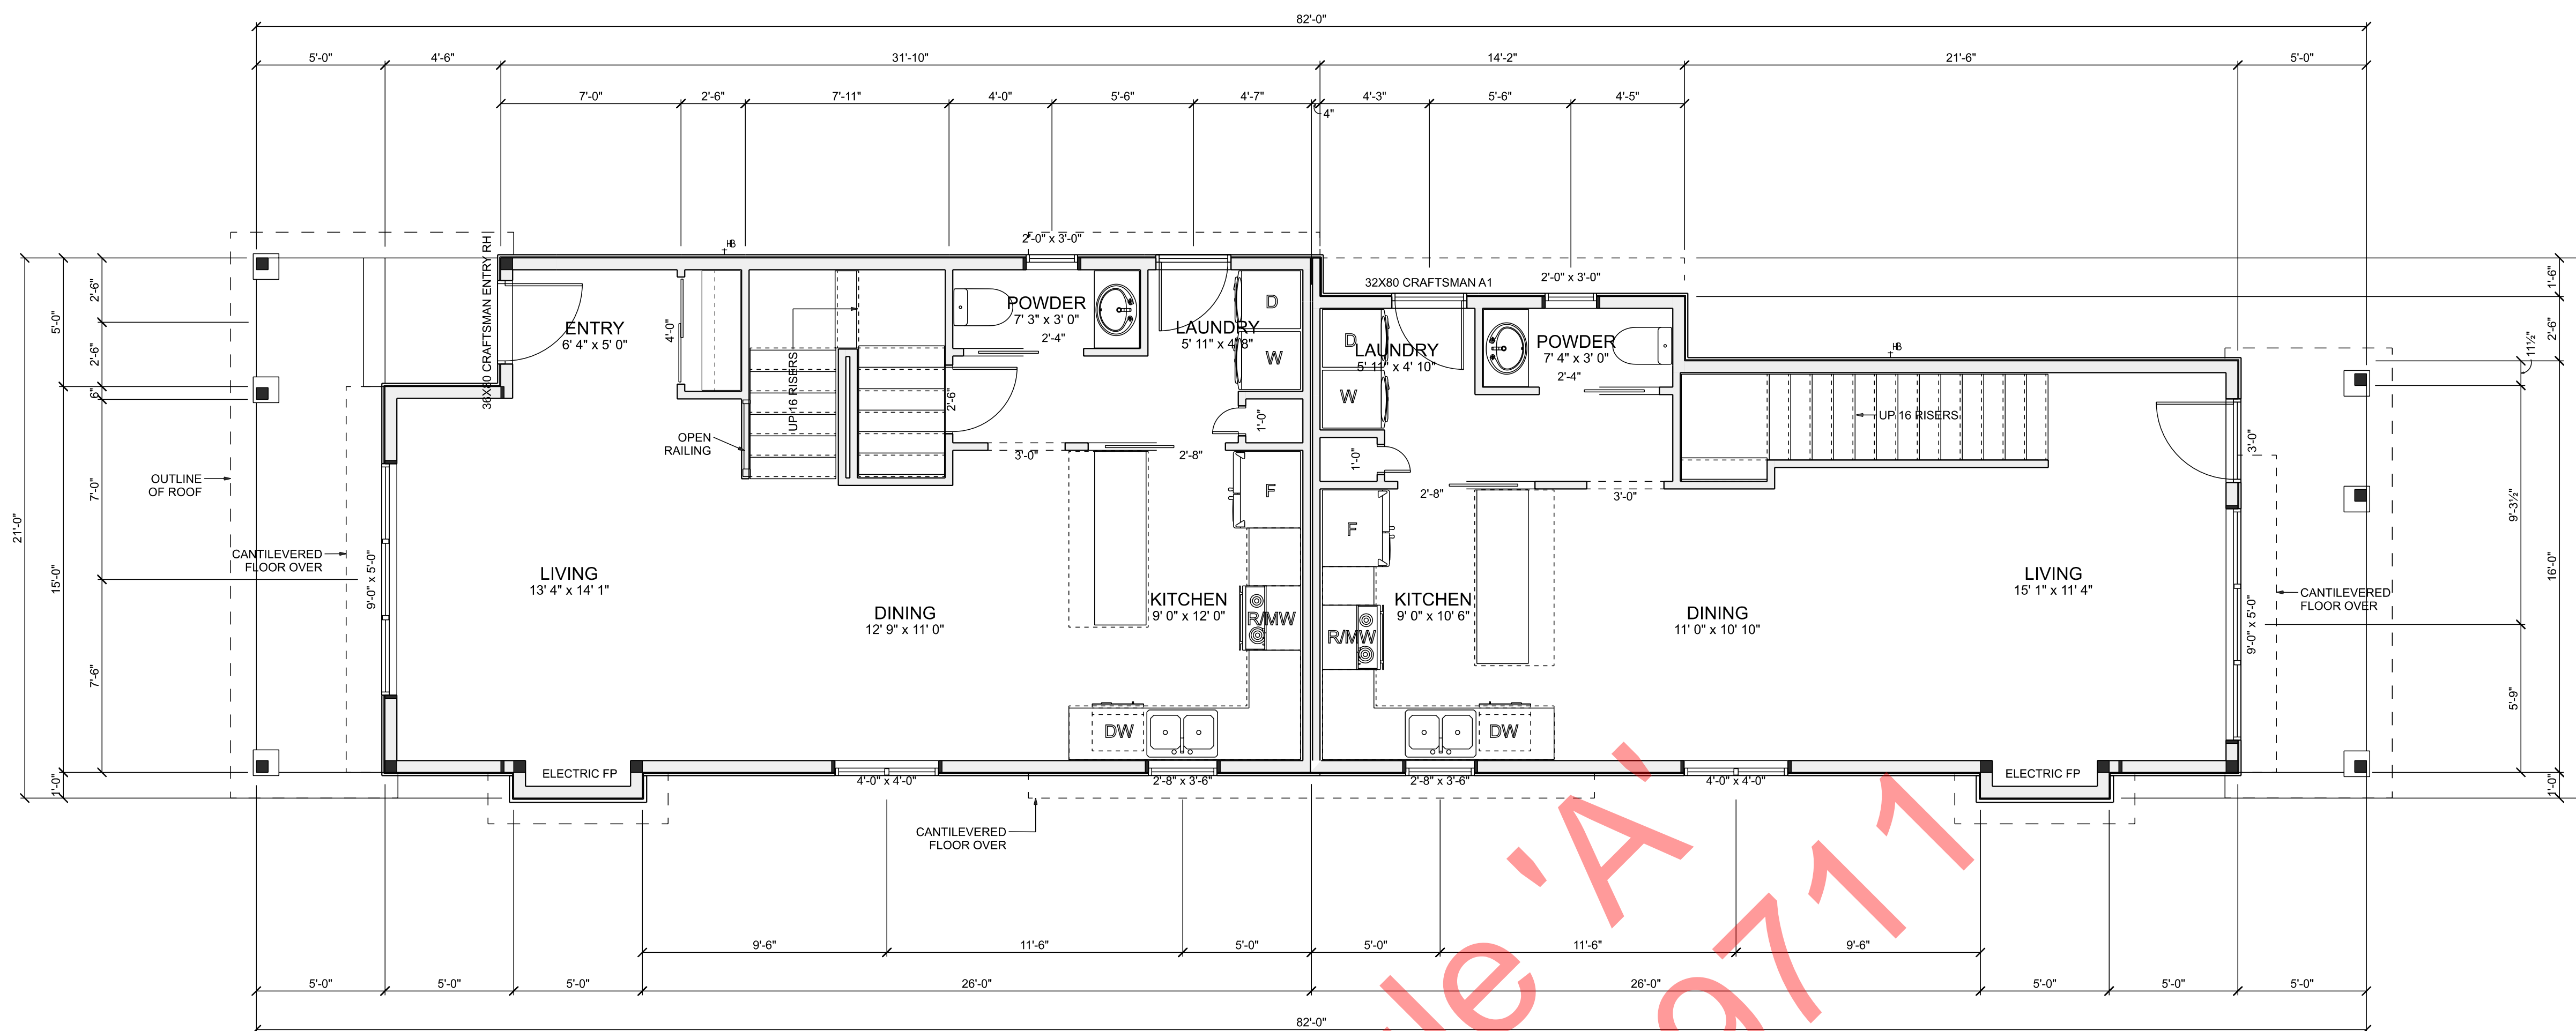 82'-0"
5'-0"
4'-6"
31'-10"
14'-2"
21'-6"
5'-0"
7'-0"
2'-6"
7'-11"
4'-0"
5'-6"
4'-7"
4"
4'-3"
5'-6"
4'-5"
HB
2'-0" x 3'-0"
36X80 CRAFTSMAN ENTRY RH
32X80 CRAFTSMAN A1
2'-0" x 3'-0"
HB
21'-0"
5'-0"
15'-0"
1'-0"
2'-6"
2'-6"
6"
7'-0"
7'-6"
ENTRY
6' 4" x 5' 0"
4'-0"
UP 16 RISERS
2'-6"
POWDER
7' 3" x 3' 0"
2'-4"
LAUNDRY
5' 11" x 4' 8"
D
W
1'-0"
3'-0"
2'-8"
OPEN
RAILING
F
D
W
LAUNDRY
5' 11" x 4' 10"
POWDER
7' 4" x 3' 0"
2'-4"
1'-0"
2'-8"
3'-0"
F
UP 16 RISERS
3'-0"
OUTLINE
OF ROOF
CANTILEVERED
FLOOR OVER
9'-0" x 5'-0"
LIVING
13' 4" x 14' 1"
DINING
12' 9" x 11' 0"
KITCHEN
9' 0" x 12' 0"
R/MW
DW
KITCHEN
9' 0" x 10' 6"
R/MW
DW
DINING
11' 0" x 10' 10"
LIVING
15' 1" x 11' 4"
9'-0" x 5'-0"
CANTILEVERED
FLOOR OVER
1'-6"
2'-6"
11½"
9'-3½"
16'-0"
5'-9"
1'-0"
ELECTRIC FP
4'-0" x 4'-0"
2'-8" x 3'-6"
2'-8" x 3'-6"
4'-0" x 4'-0"
ELECTRIC FP
CANTILEVERED
FLOOR OVER
9'-6"
11'-6"
5'-0"
5'-0"
11'-6"
9'-6"
5'-0"
5'-0"
5'-0"
26'-0"
26'-0"
5'-0"
5'-0"
5'-0"
82'-0"
'A'
9711